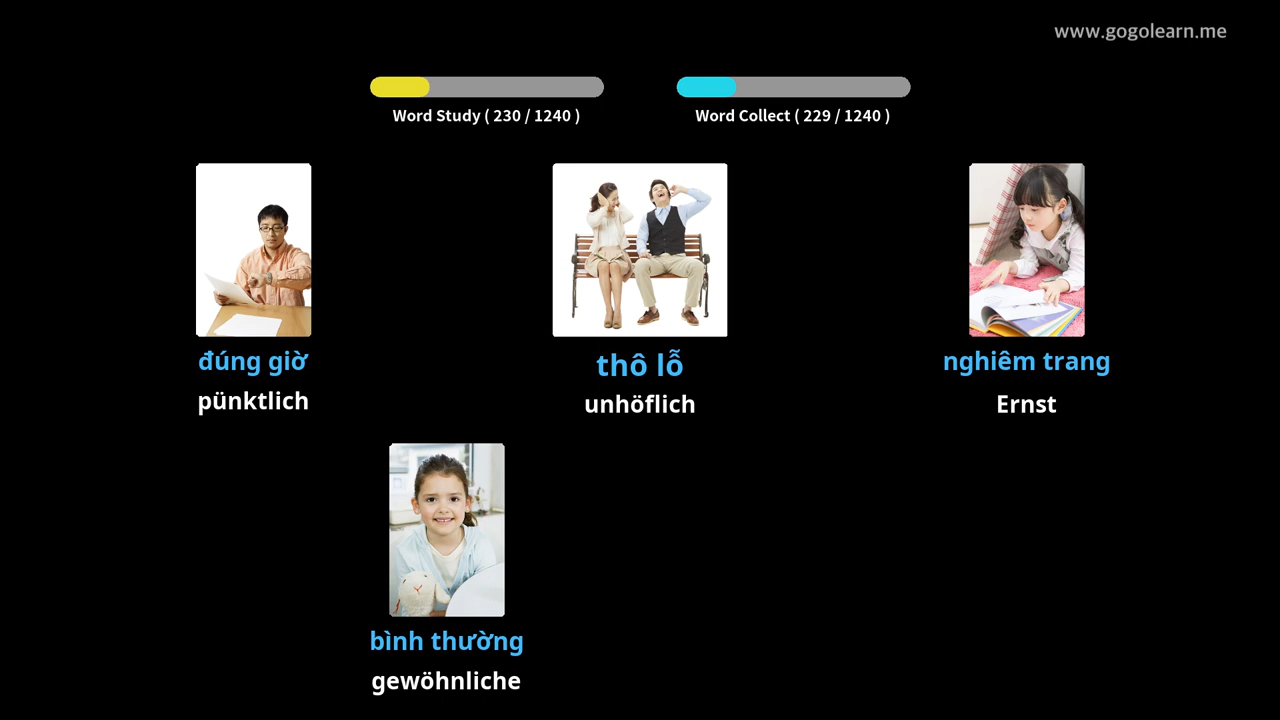 www.gogolearn.me
Word Study ( 230 / 1240 )
Word Collect ( 229 / 1240 )
đúng giờ
thô lỗ
nghiêm trang
pünktlich
unhöflich
Ernst
bình thường
gewöhnliche